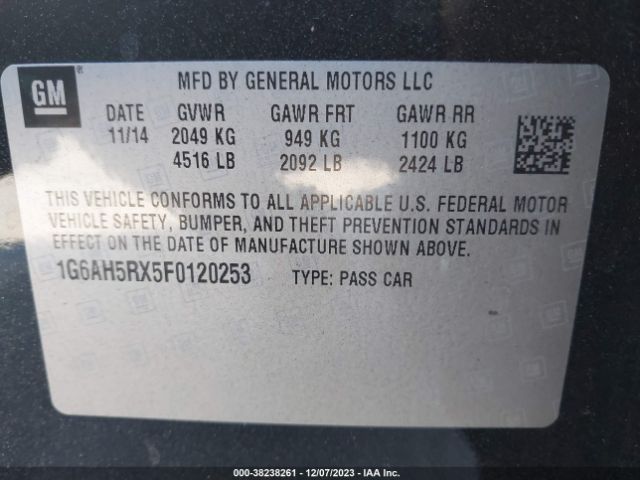 GM
®
MFD BY GENERAL MOTORS LLC
DATE GVWR GAWR FRT GAWR RR
11/14 2049 KG 949 KG 1100 KG
4516 LB 2092 LB 2424 LB
THIS VEHICLE CONFORMS TO ALL APPLICABLE U.S. FEDERAL MOTOR
VEHICLE SAFETY, BUMPER, AND THEFT PREVENTION STANDARDS IN
EFFECT ON THE DATE OF MANUFACTURE SHOWN ABOVE.
1G6AH5RX5F0120253 TYPE: PASS CAR
000-38238261 - 12/07/2023 - IAA Inc.